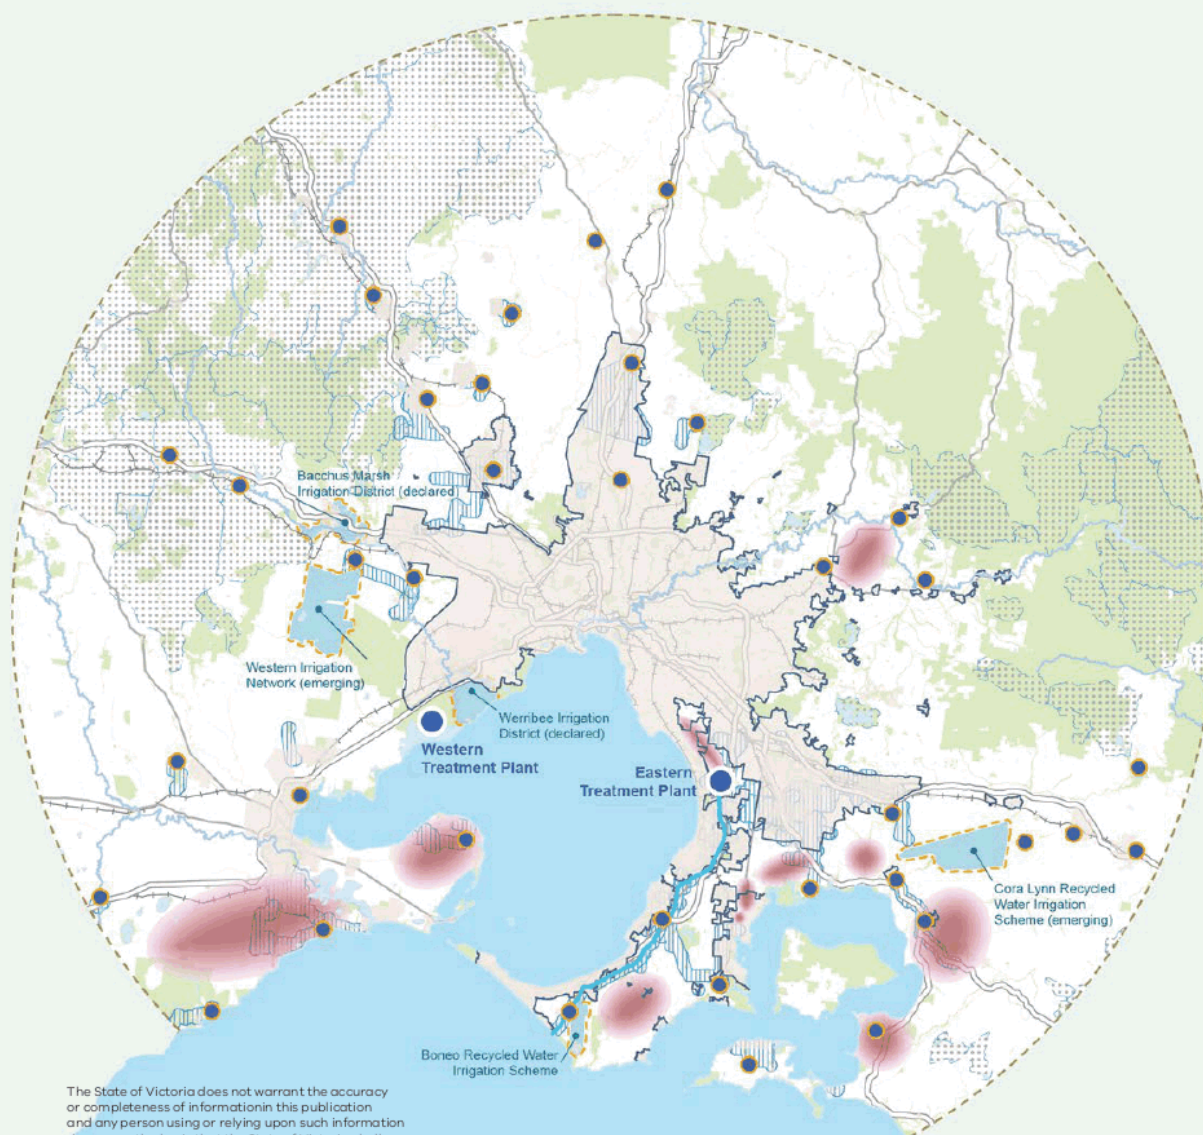 Bacchus Marsh
Irrigation District (declared
Western Irrigation
Network (emerging)
Werribee Irrigation
District (declared)
Western
Treatment Plant
Eastern
Treatment Plant
Cora Lynn Recycled
Water Irrigation
Scheme (emerging)
Boneo Recycled Water
Irrigation Scheme
The State of Victoria does not warrant the accuracy
or completeness of informationin this publication
and any person using or relying upon such information